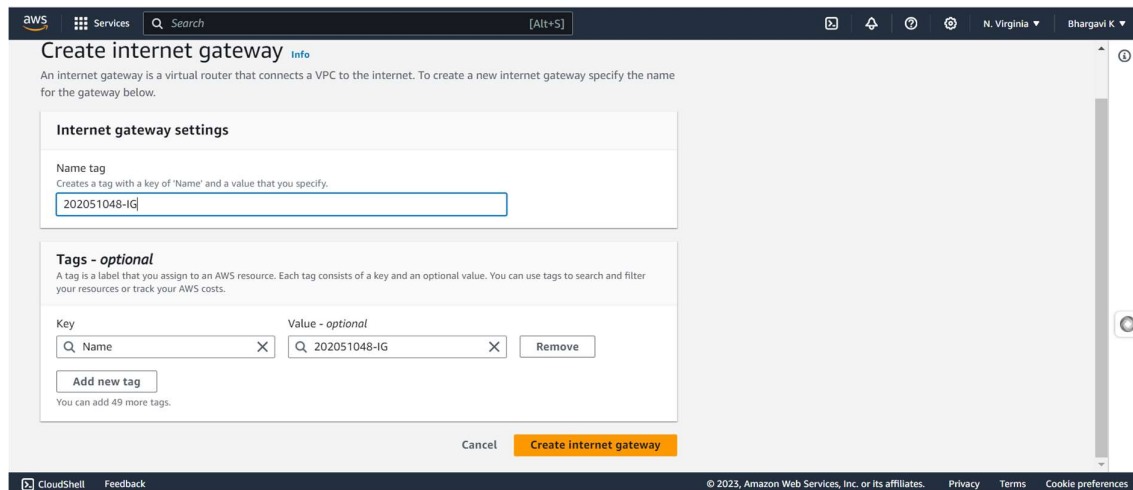 aws Services Search [Alt+S] N. Virginia Bhargavi K
Create internet gateway Info
An internet gateway is a virtual router that connects a VPC to the internet. To create a new internet gateway specify the name
for the gateway below.
Internet gateway settings
Name tag
Creates a tag with a key of 'Name' and a value that you specify.
202051048-IG
Tags - optional
A tag is a label that you assign to an AWS resource. Each tag consists of a key and an optional value. You can use tags to search and filter
your resources or track your AWS costs.
Key Value - optional
Name 202051048-IG Remove
Add new tag
You can add 49 more tags.
Cancel Create internet gateway
CloudShell Feedback © 2023, Amazon Web Services, Inc. or its affiliates. Privacy Terms Cookie preferences